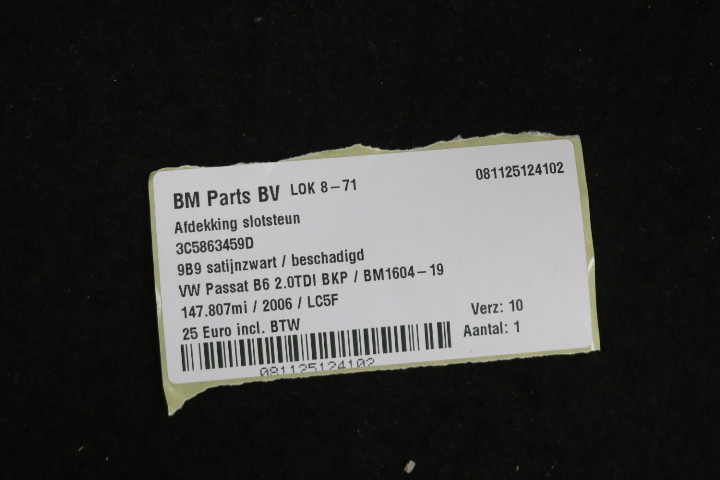 BM Parts BV LOK 8-71 081125124102
Afdekking slotsteun
3C5863459D
9B9 satijnzwart / beschadigd
VW Passat B6 2.0TDI BKP / BM1604-19
147.807mi / 2006 / LC5F
25 Euro incl. BTW
Verz: 10
Aantal: 1
081125124102